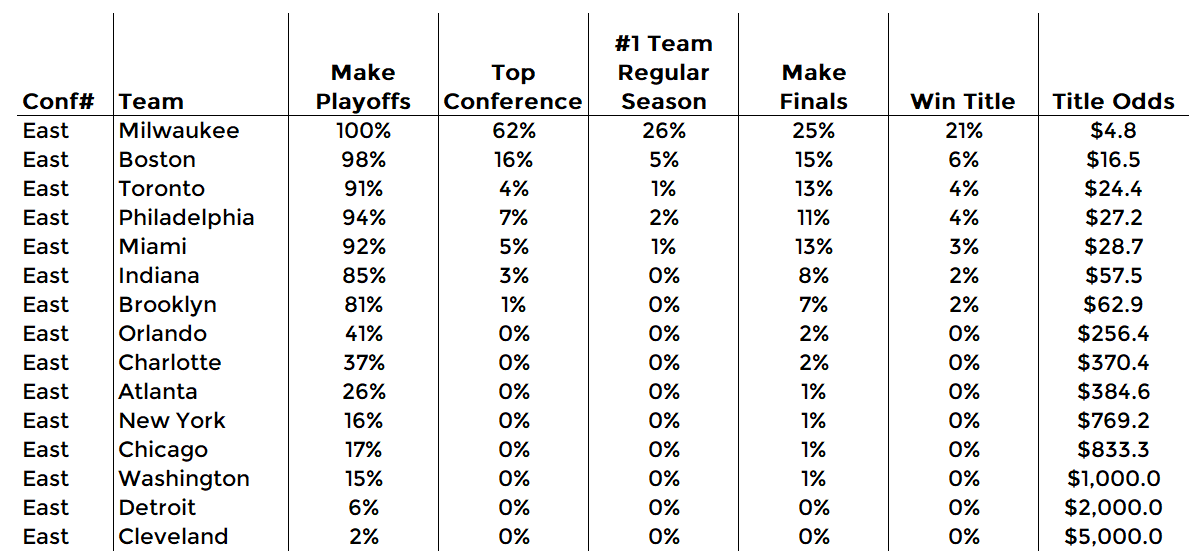 #1 Team
Make Top Regular Make
Conf# Team Playoffs Conference Season Finals Win Title Title Odds
East Milwaukee 100% 62% 26% 25% 21% $4.8
East Boston 98% 16% 5% 15% 6% $16.5
East Toronto 91% 4% 1% 13% 4% $24.4
East Philadelphia 94% 7% 2% 11% 4% $27.2
East Miami 92% 5% 1% 13% 3% $28.7
East Indiana 85% 3% 0% 8% 2% $57.5
East Brooklyn 81% 1% 0% 7% 2% $62.9
East Orlando 41% 0% 0% 2% 0% $256.4
East Charlotte 37% 0% 0% 2% 0% $370.4
East Atlanta 26% 0% 0% 1% 0% $384.6
East New York 16% 0% 0% 1% 0% $769.2
East Chicago 17% 0% 0% 1% 0% $833.3
East Washington 15% 0% 0% 1% 0% $1,000.0
East Detroit 6% 0% 0% 0% 0% $2,000.0
East Cleveland 2% 0% 0% 0% 0% $5,000.0